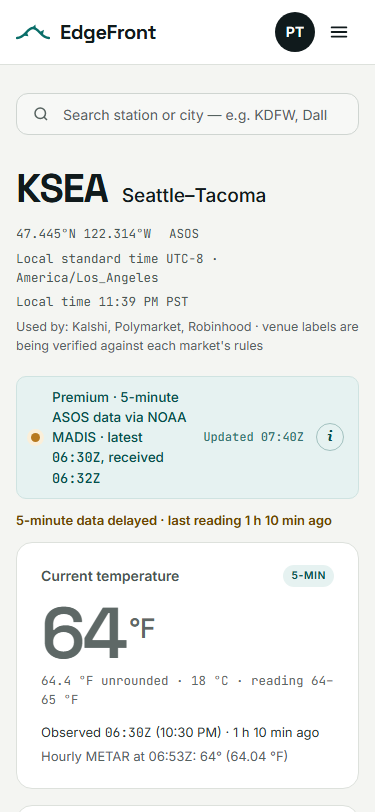 EdgeFront
PT
Search station or city — e.g. KDFW, Dall
KSEA Seattle–Tacoma
47.445°N 122.314°W ASOS
Local standard time UTC-8 ·
America/Los_Angeles
Local time 11:39 PM PST
Used by: Kalshi, Polymarket, Robinhood · venue labels are
being verified against each market's rules
Premium · 5-minute
ASOS data via NOAA
MADIS · latest
06:30Z, received
06:32Z
Updated 07:40Z
i
5-minute data delayed · last reading 1 h 10 min ago
Current temperature
5-MIN
64 °F
64.4 °F unrounded · 18 °C · reading 64–
65 °F
Observed 06:30Z (10:30 PM) · 1 h 10 min ago
Hourly METAR at 06:53Z: 64° (64.04 °F)